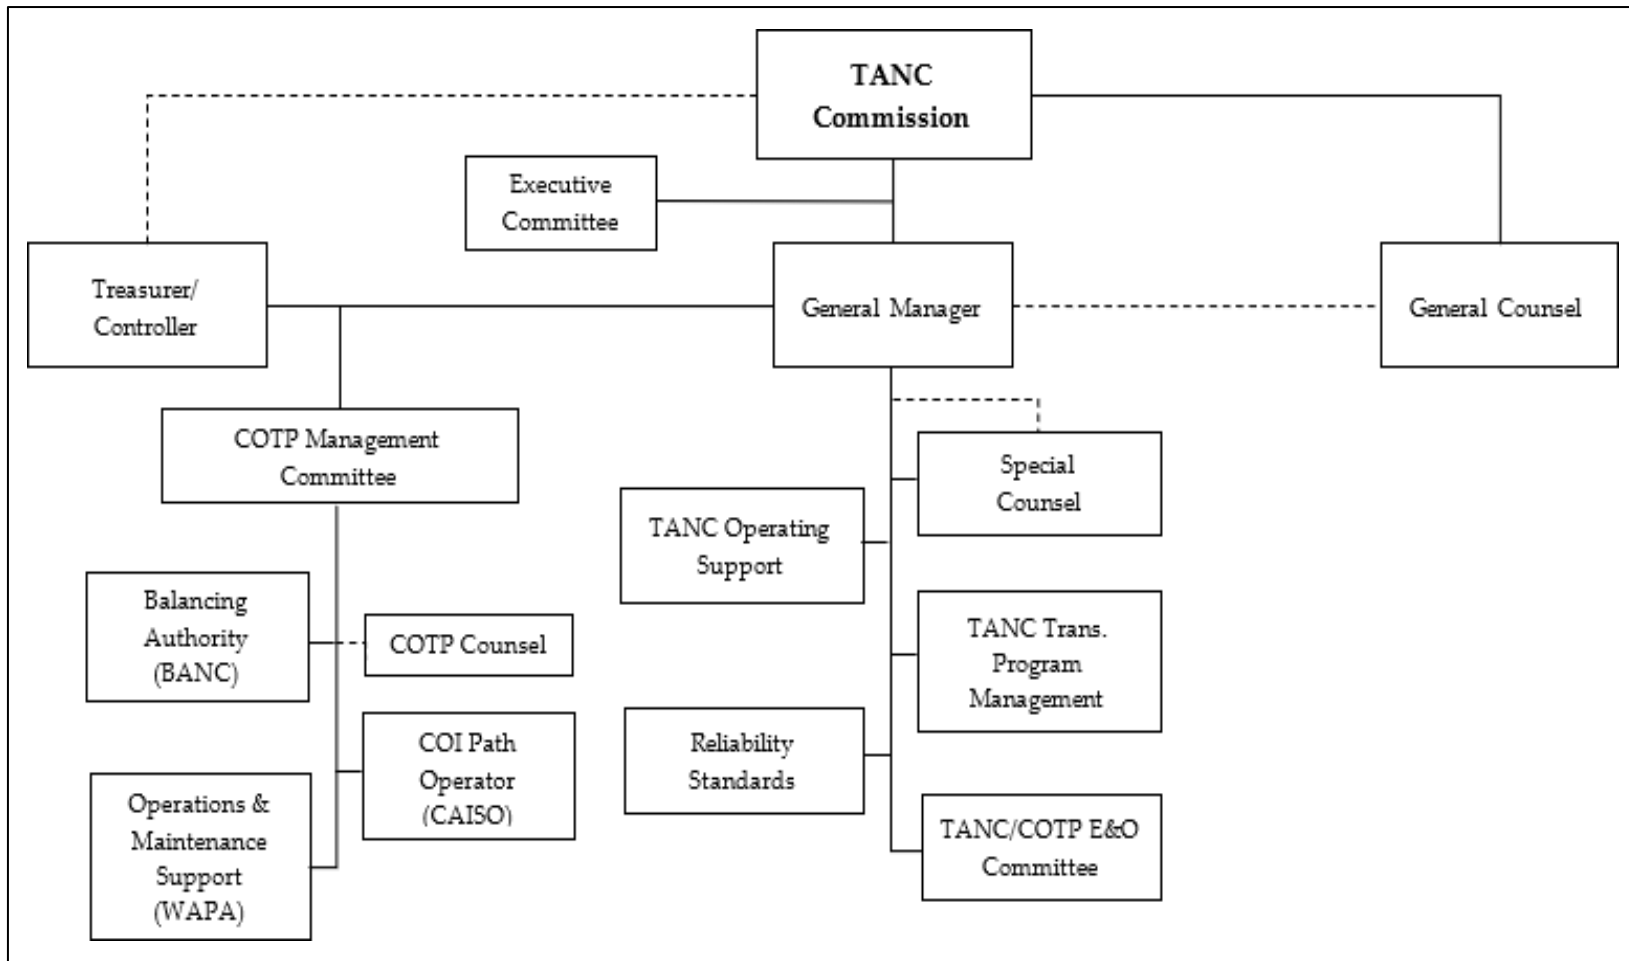 TANC
Commission
Executive
Committee
Treasurer/
Controller
General Manager
General Counsel
COTP Management
Committee
Special
Counsel
TANC Operating
Support
Balancing
Authority
(BANC)
COTP Counsel
TANC Trans.
Program
Management
COI Path
Operator
(CAISO)
Reliability
Standards
Operations &
Maintenance
Support
(WAPA)
TANC/COTP E&O
Committee